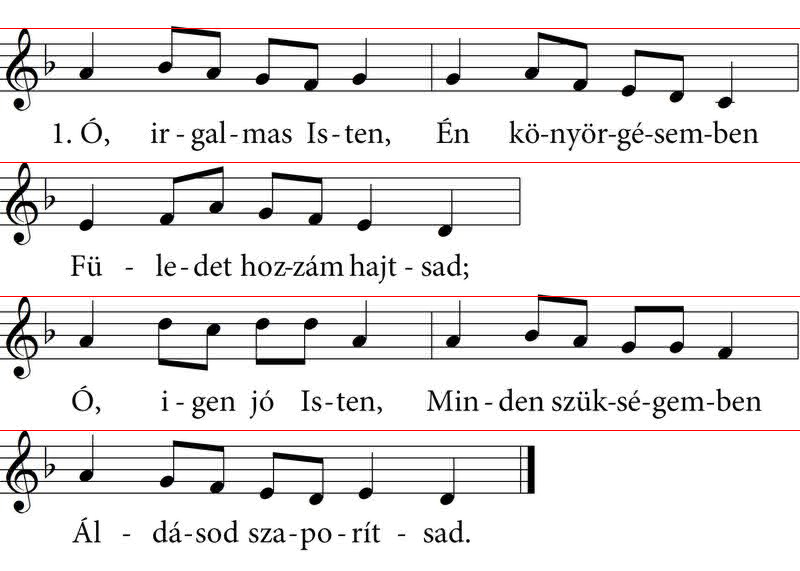 1. Ó, ir - gal - mas Is - ten, Én kö-nyör-gé-sem-ben
Fü - le - det hoz-zám hajt - sad;
Ó, i - gen jó Is - ten, Min - den szük-sé-gem-ben
Ál - dá-sod sza-po - rít - sad.